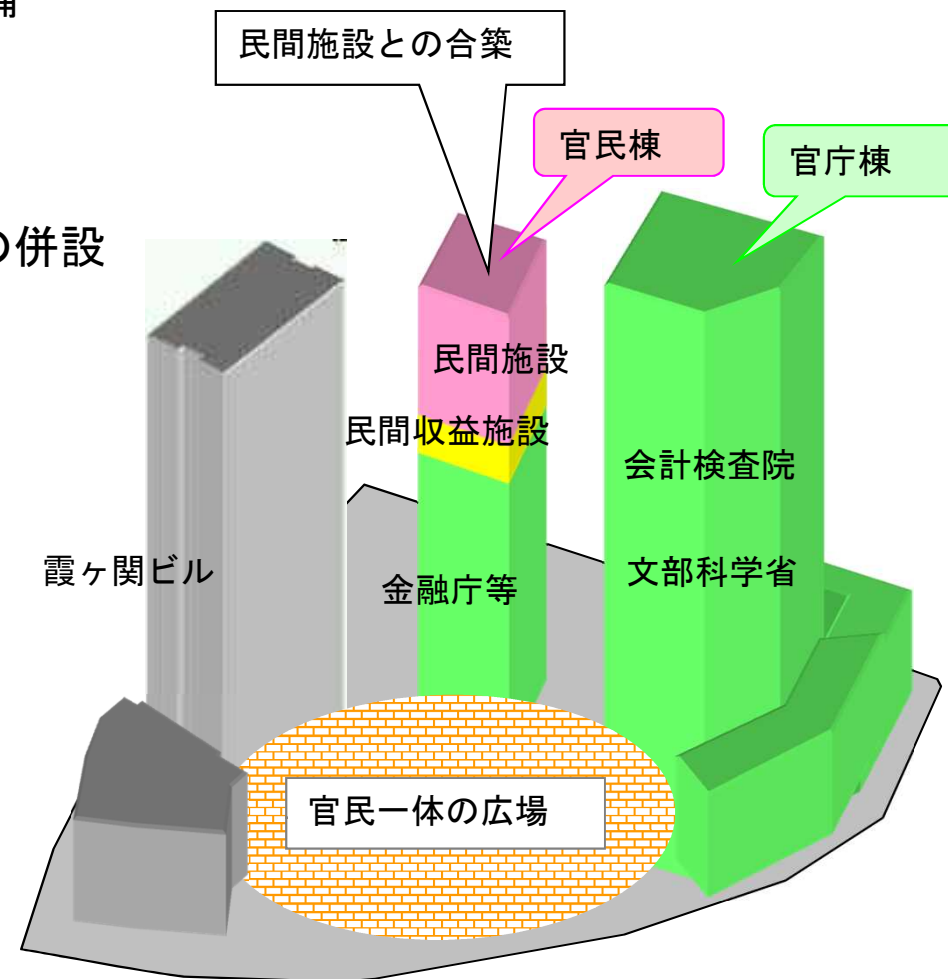 民間施設との合築
官民棟
官庁棟
の併設
民間施設
民間収益施設
会計検査院
霞ヶ関ビル
金融庁等
文部科学省
官民一体の広場